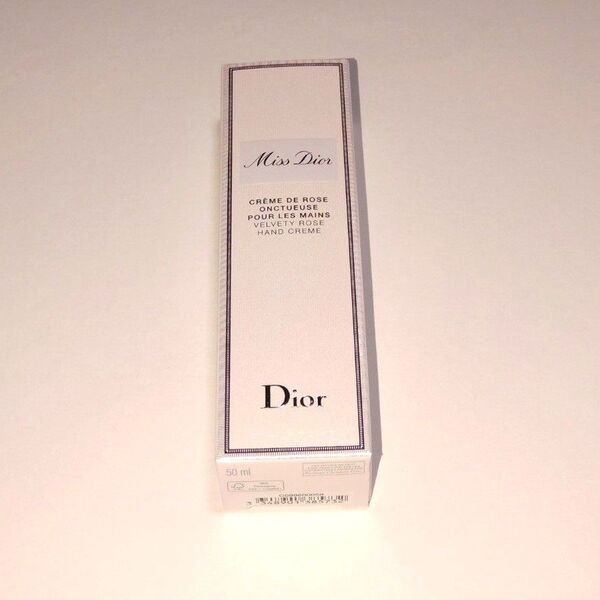 Miss Dior
CRÈME DE ROSE
ONCTUEUSE
POUR LES MAINS
VELVETY ROSE
HAND CREME
Dior
50 ml